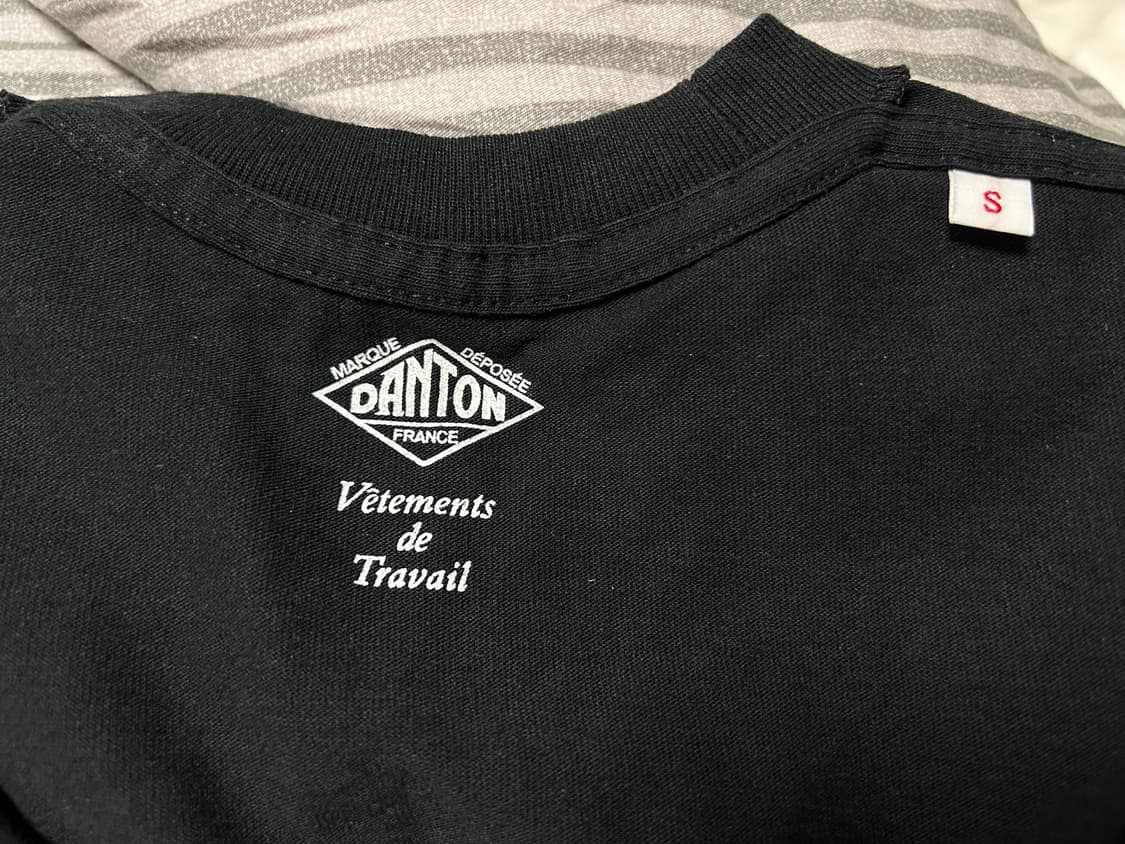 S
MARQUE DÉPOSÉE
DANTON
FRANCE
Vêtements
de
Travail